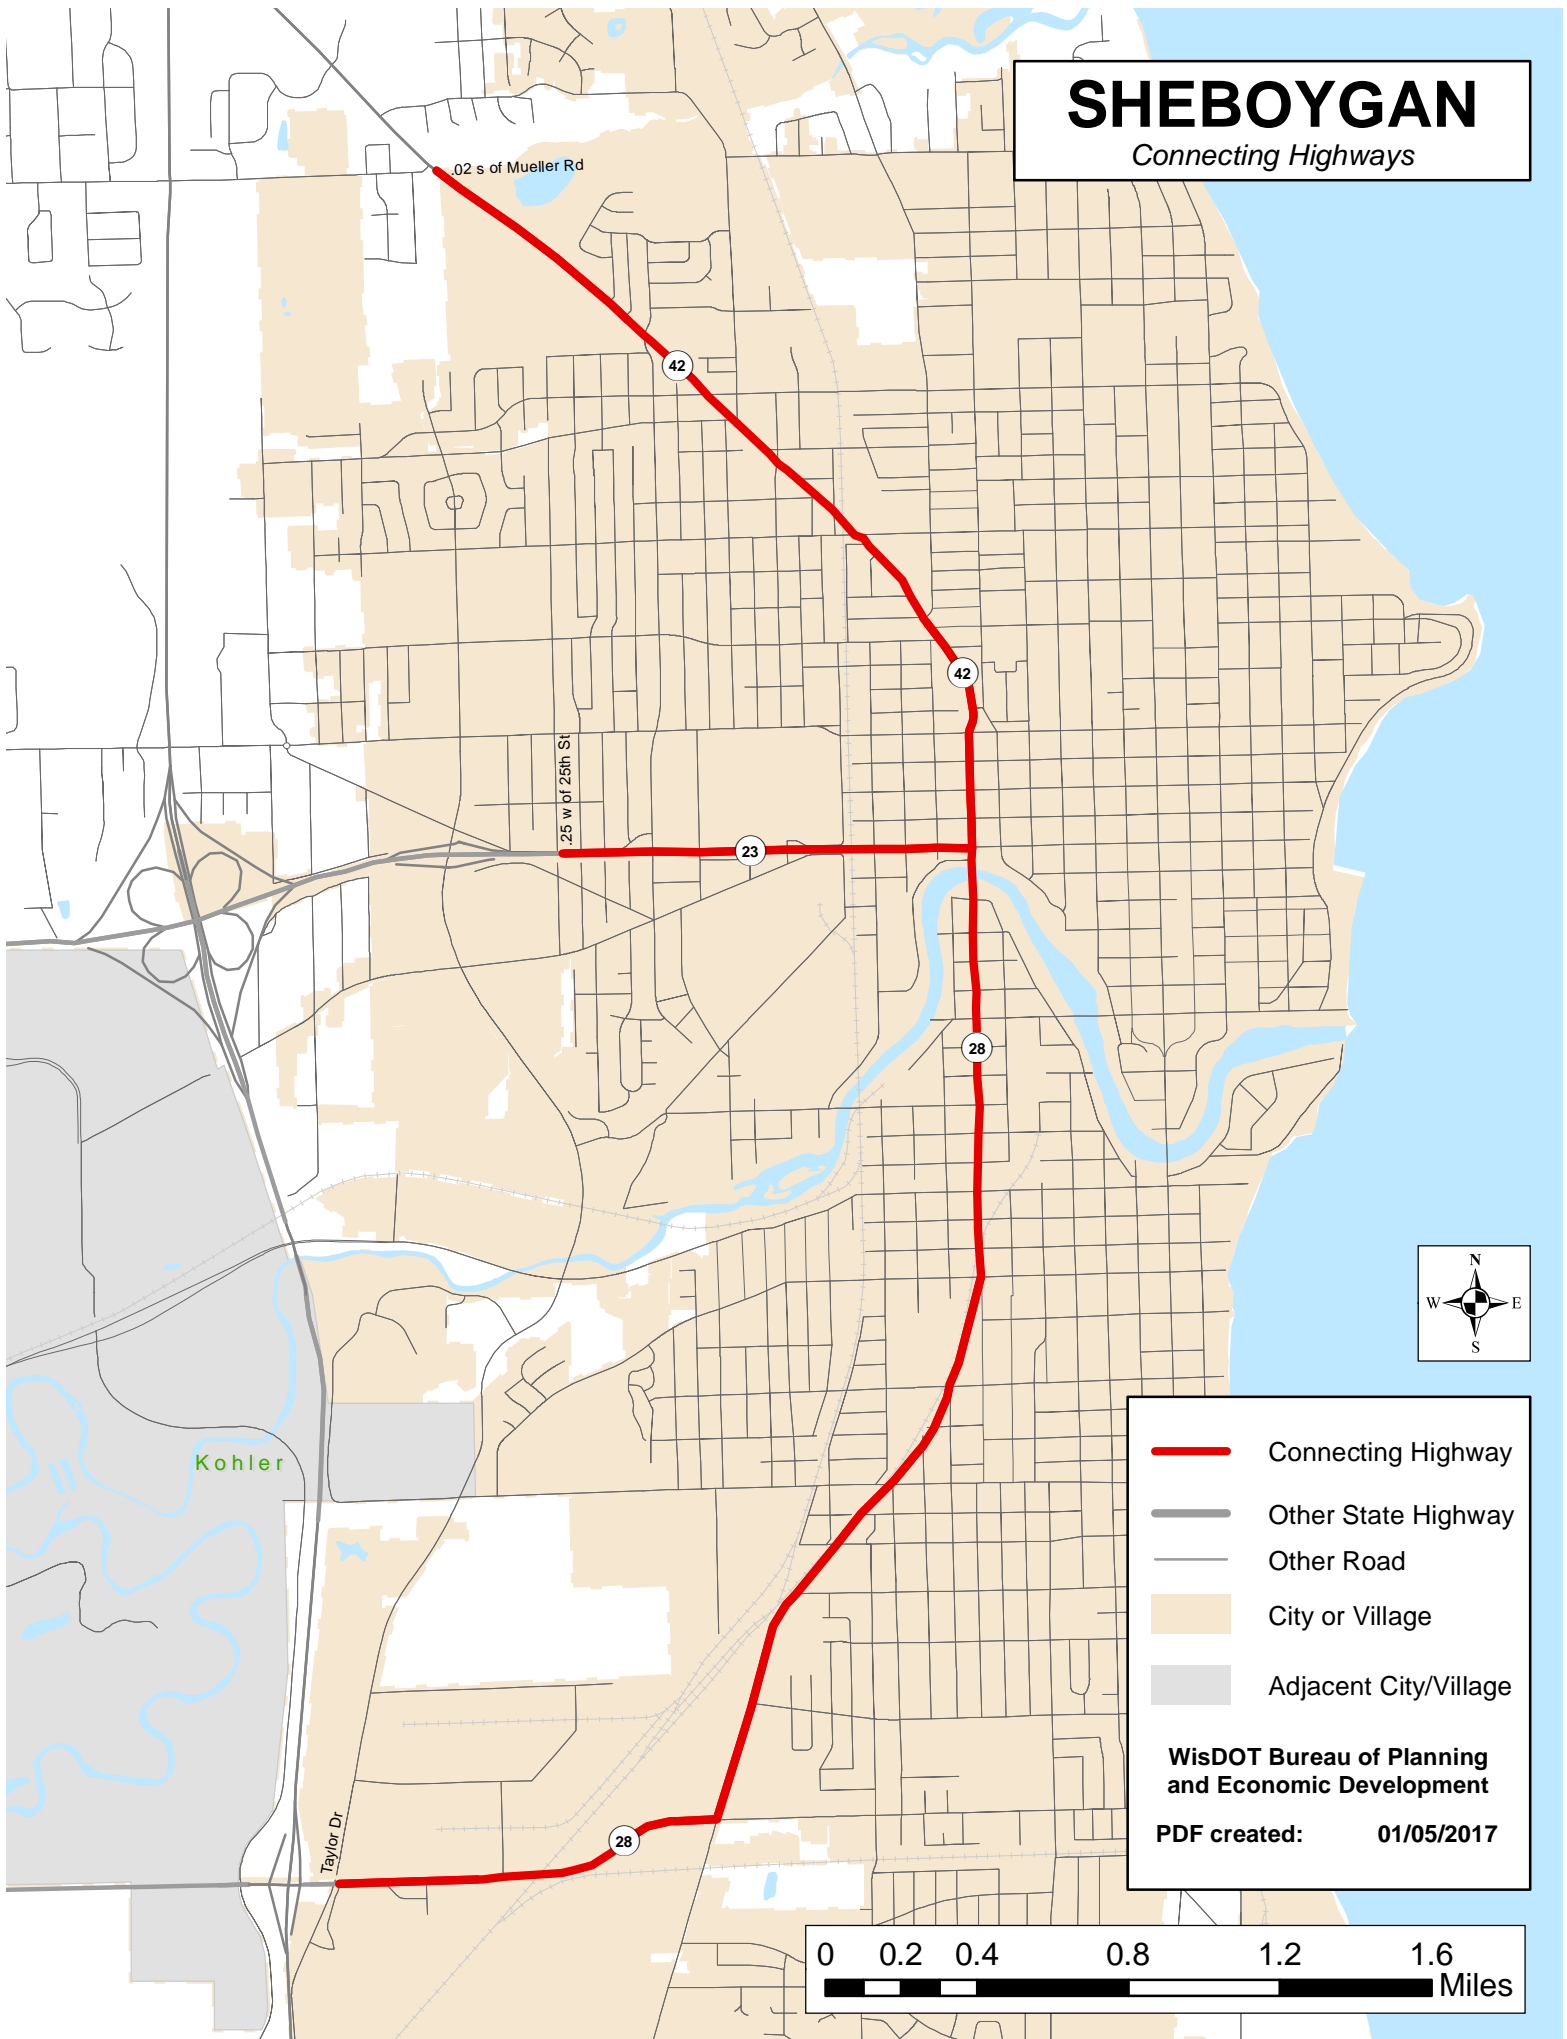 SHEBOYGAN
Connecting Highways
.02 s of Mueller Rd
42
42
.25 w of 25th St
23
28
N
W E
S
Kohler
Connecting Highway
Other State Highway
Other Road
City or Village
Adjacent City/Village
WisDOT Bureau of Planning
and Economic Development
PDF created: 01/05/2017
Taylor Dr
28
0 0.2 0.4 0.8 1.2 1.6
Miles